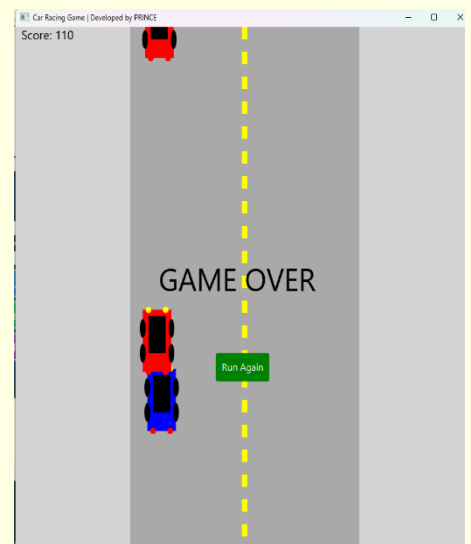 Car Racing Game | Developed by PRINCE
Score: 110
GAME OVER
Run Again